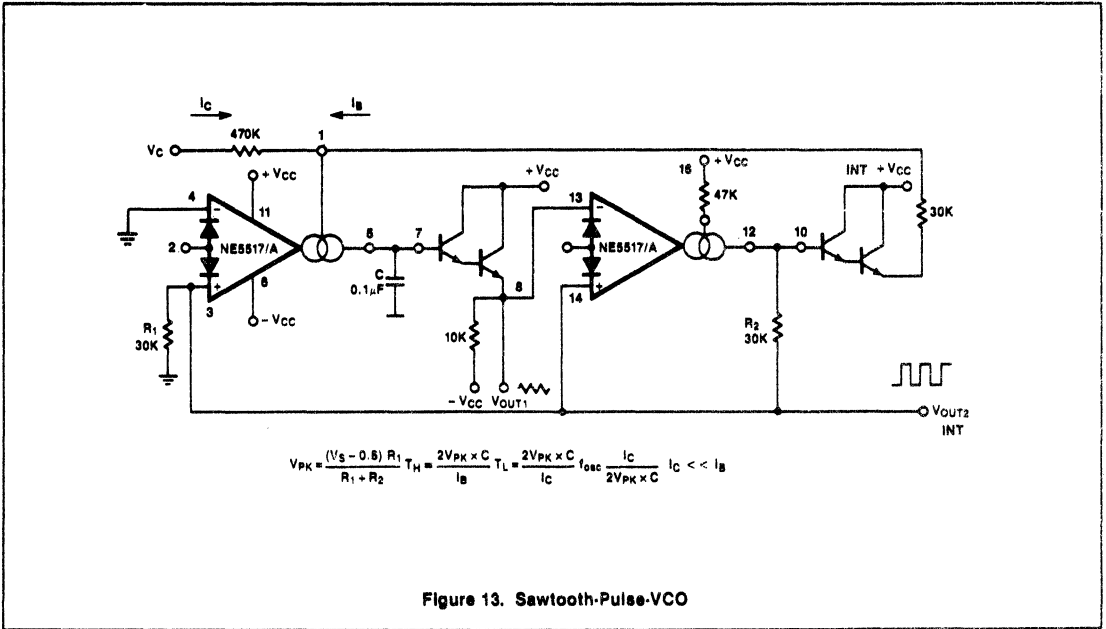 IC
IB
VC
470K
1
4
+VCC
11
2
NE5517/A
6
3
-VCC
R1
30K
5
7
C
0.1μF
+VCC
8
10K
-VCC
VOUT1
13
NE5517/A
14
16
+VCC
47K
12
10
INT
+VCC
30K
R2
30K
VOUT2
INT
VPK = (VS - 0.6) R1 / R1 + R2 TH = 2VPK × C / IB TL = 2VPK × C / IC fosc IC / 2VPK × C IC << IB
Figure 13. Sawtooth-Pulse-VCO